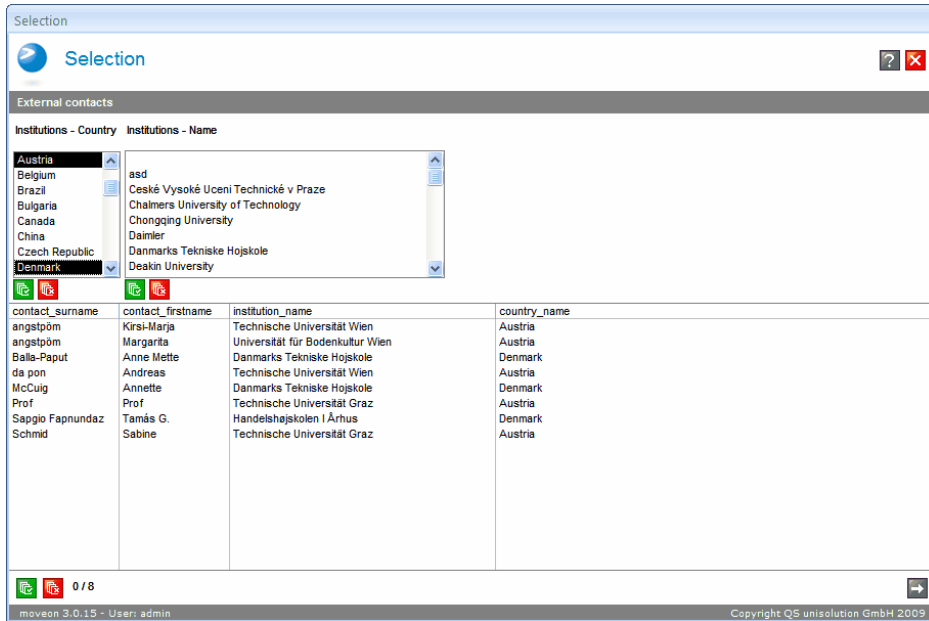 Selection
Selection
?
External contacts
Institutions - Country Institutions - Name
Austria
Belgium asd
Brazil České Vysoké Uceni Technické v Praze
Bulgaria Chalmers University of Technology
Canada Chongqing University
China Daimler
Czech Republic Danmarks Tekniske Hojskole
Denmark Deakin University
contact_surname contact_firstname institution_name country_name
angstpöm Kirsi-Marja Technische Universität Wien Austria
angstpöm Margarita Universität für Bodenkultur Wien Austria
Balla-Paput Anne Mette Danmarks Tekniske Hojskole Denmark
da pon Andreas Technische Universität Wien Austria
McCuig Annette Danmarks Tekniske Hojskole Denmark
Prof Prof Technische Universität Graz Austria
Sapgio Fapnundaz Tamás G. Handelshøjskolen I Århus Denmark
Schmid Sabine Technische Universität Graz Austria
0 / 8
moveon 3.0.15 - User: admin Copyright QS unisolution GmbH 2009